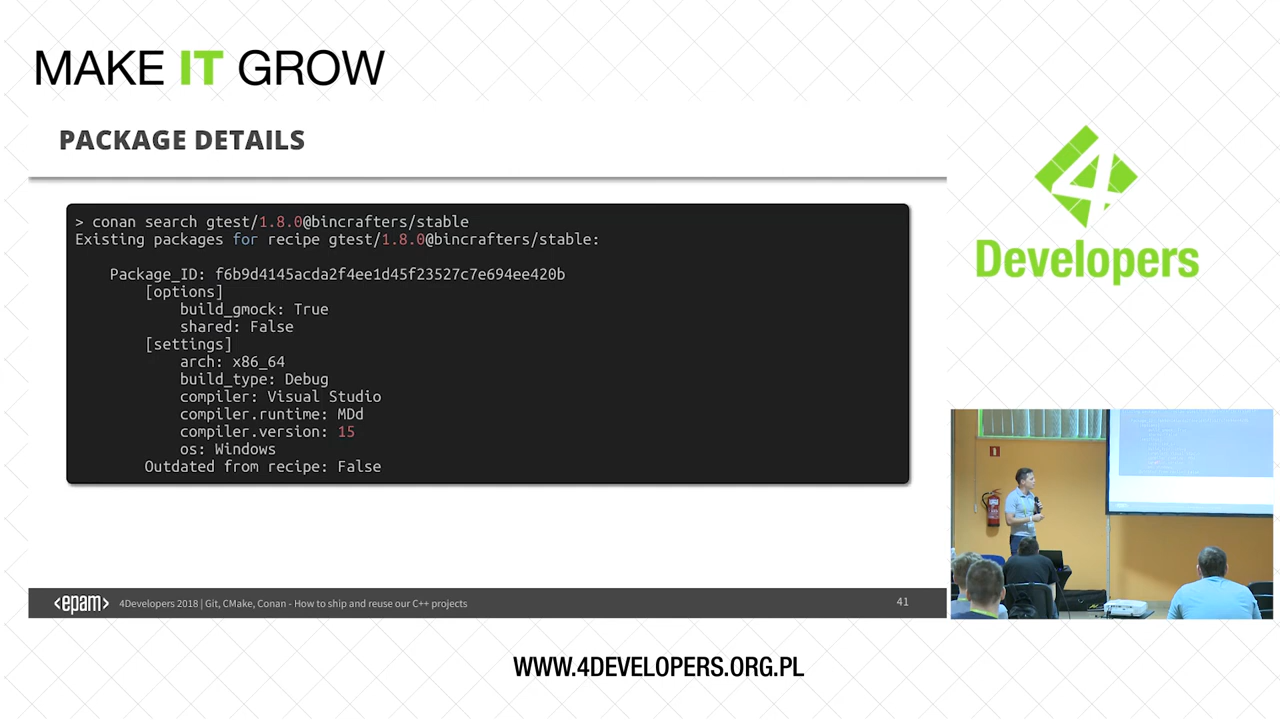 MAKE IT GROW
PACKAGE DETAILS
> conan search gtest/1.8.0@bincrafters/stable
Existing packages for recipe gtest/1.8.0@bincrafters/stable:
Package_ID: f6b9d4145acda2f4ee1d45f23527c7e694ee420b
[options]
build_gmock: True
shared: False
[settings]
arch: x86_64
build_type: Debug
compiler: Visual Studio
compiler.runtime: MDd
compiler.version: 15
os: Windows
Outdated from recipe: False
<epam> 4Developers 2018 | Git, CMake, Conan - How to ship and reuse our C++ projects 41
4
Developers
WWW.4DEVELOPERS.ORG.PL